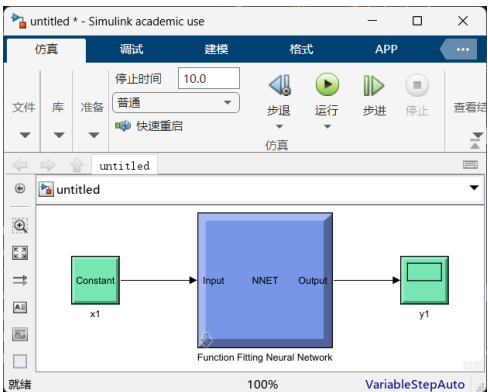 untitled * - Simulink academic use
仿真 调试 建模 格式 APP
停止时间 10.0
文件 库 准备 普通 步退 运行 步进 停止 查看结
快速重启
仿真
untitled
untitled
Constant Input NNET Output
x1 y1
Function Fitting Neural Network
就绪 100% VariableStepAuto